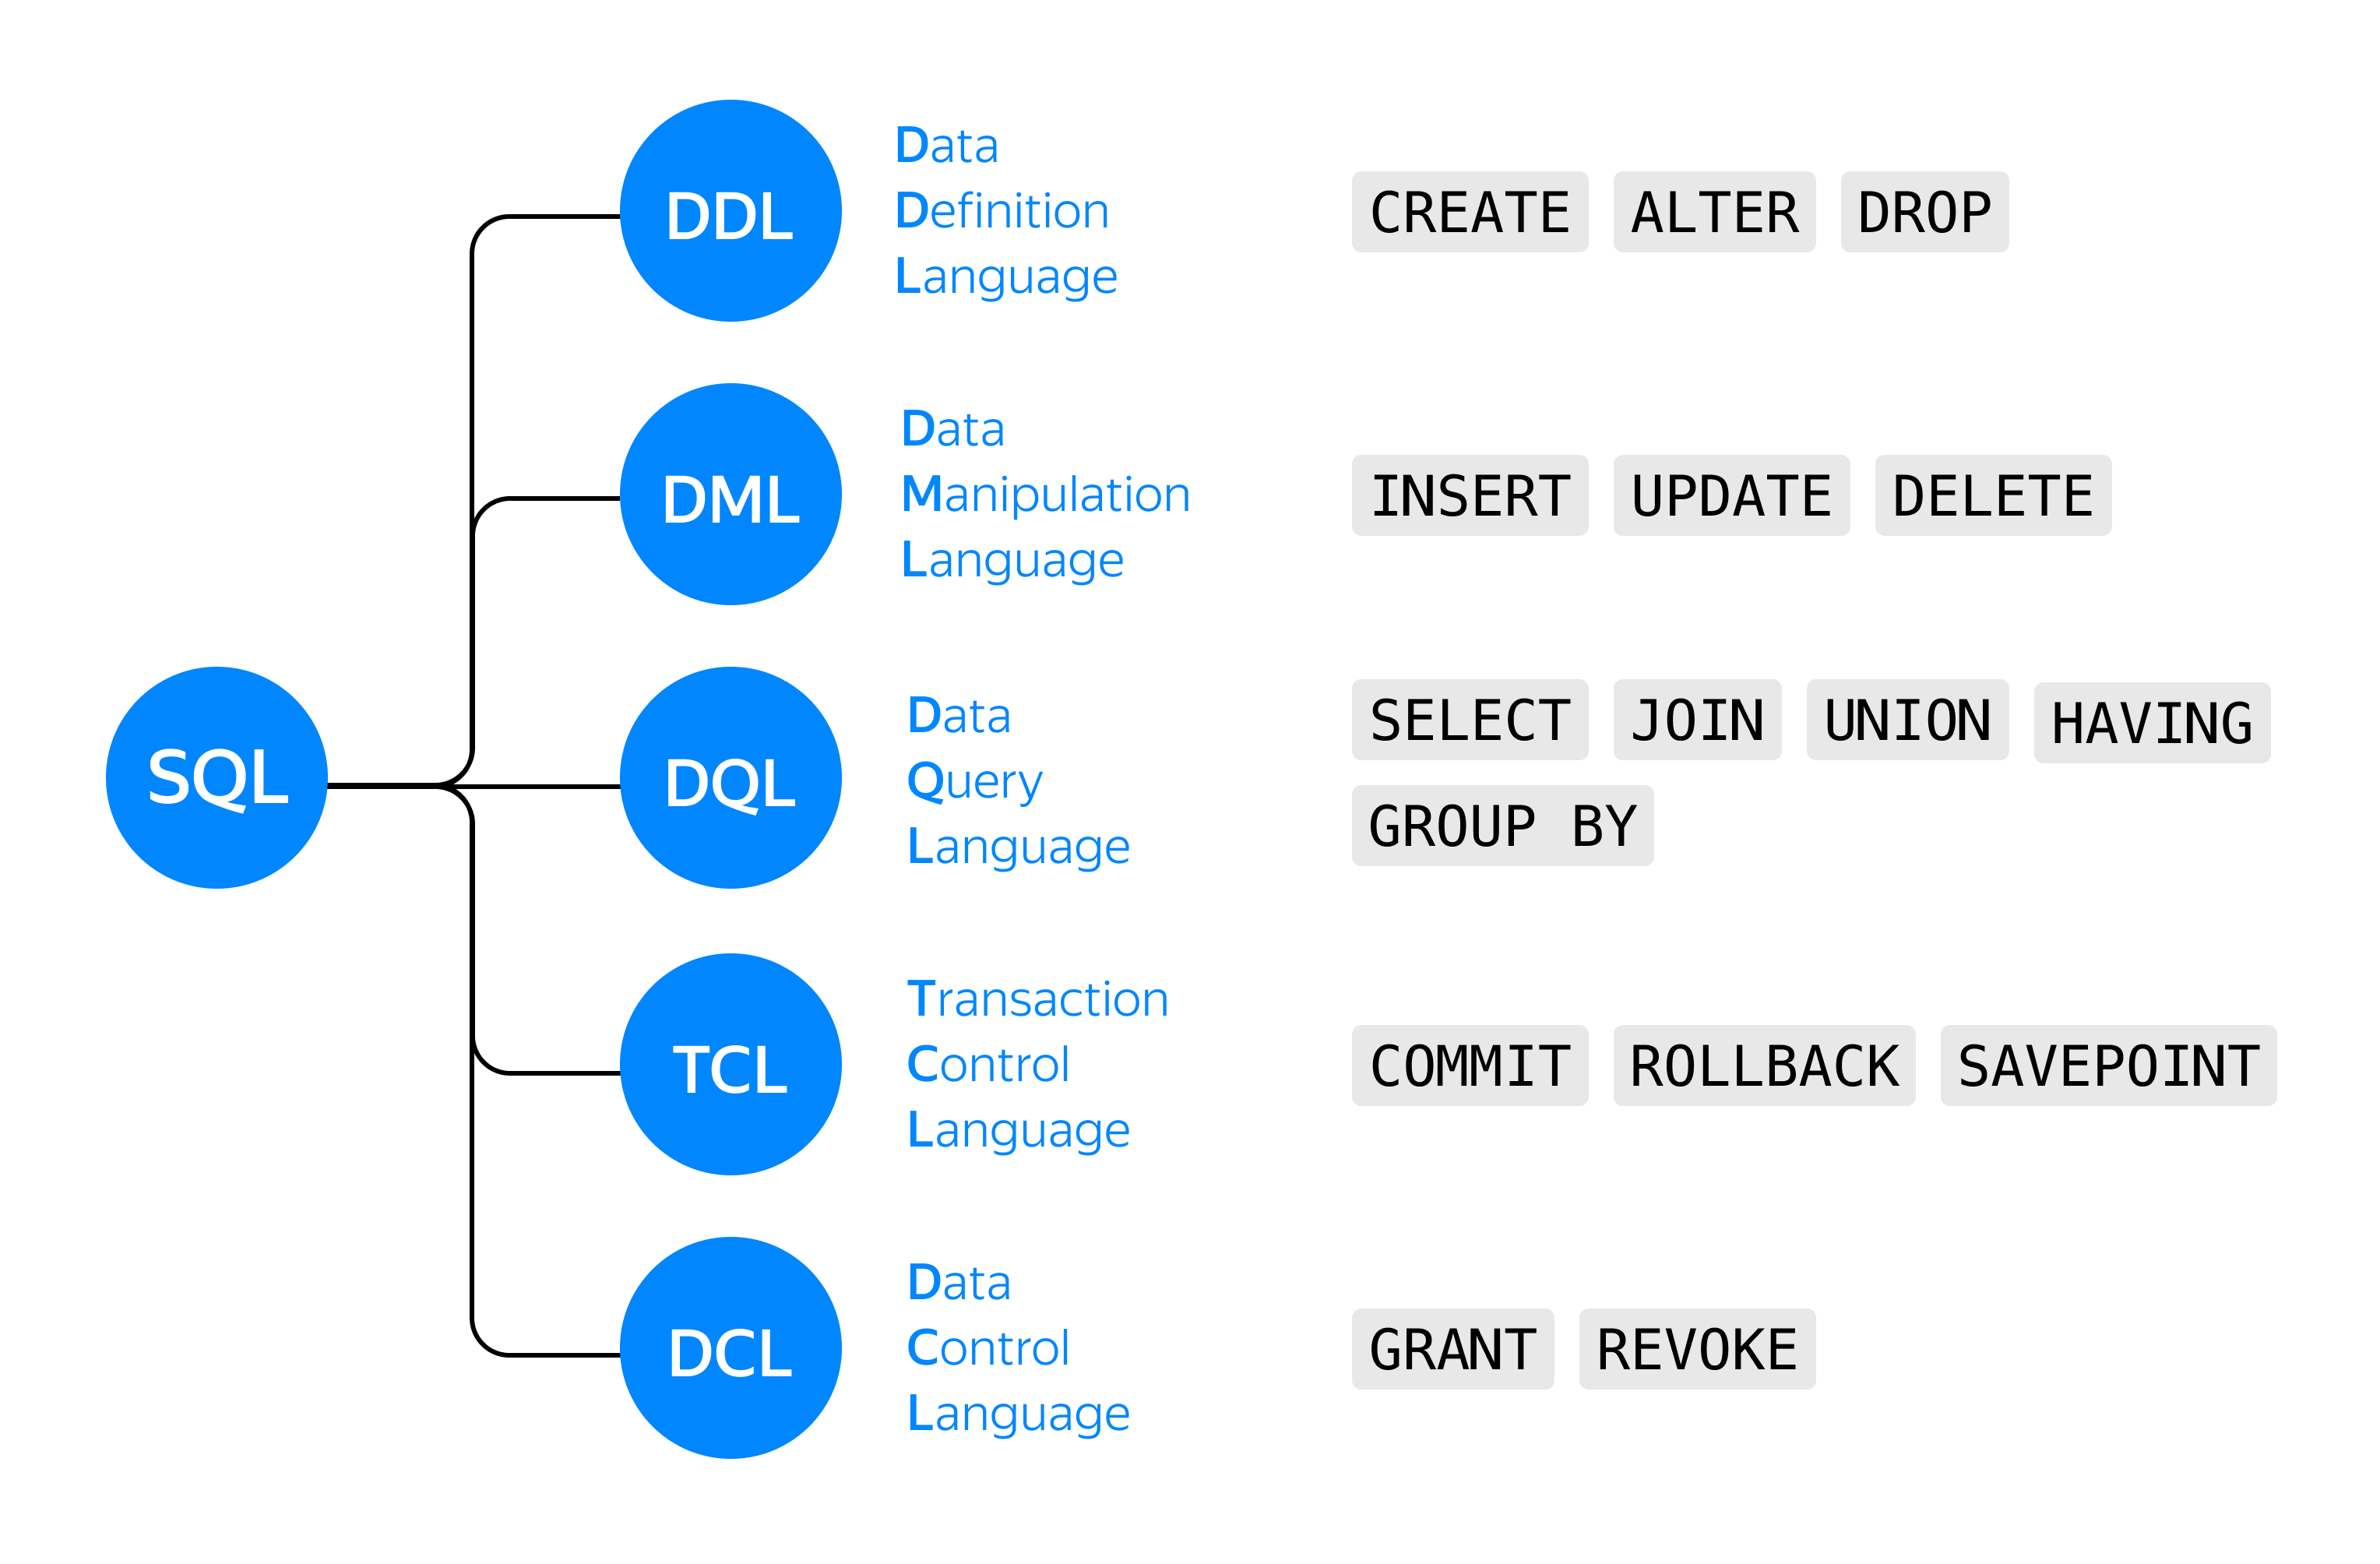 SQL
DDL
Data
Definition
Language
CREATE ALTER DROP
DML
Data
Manipulation
Language
INSERT UPDATE DELETE
DQL
Data
Query
Language
SELECT JOIN UNION HAVING
GROUP BY
TCL
Transaction
Control
Language
COMMIT ROLLBACK SAVEPOINT
DCL
Data
Control
Language
GRANT REVOKE